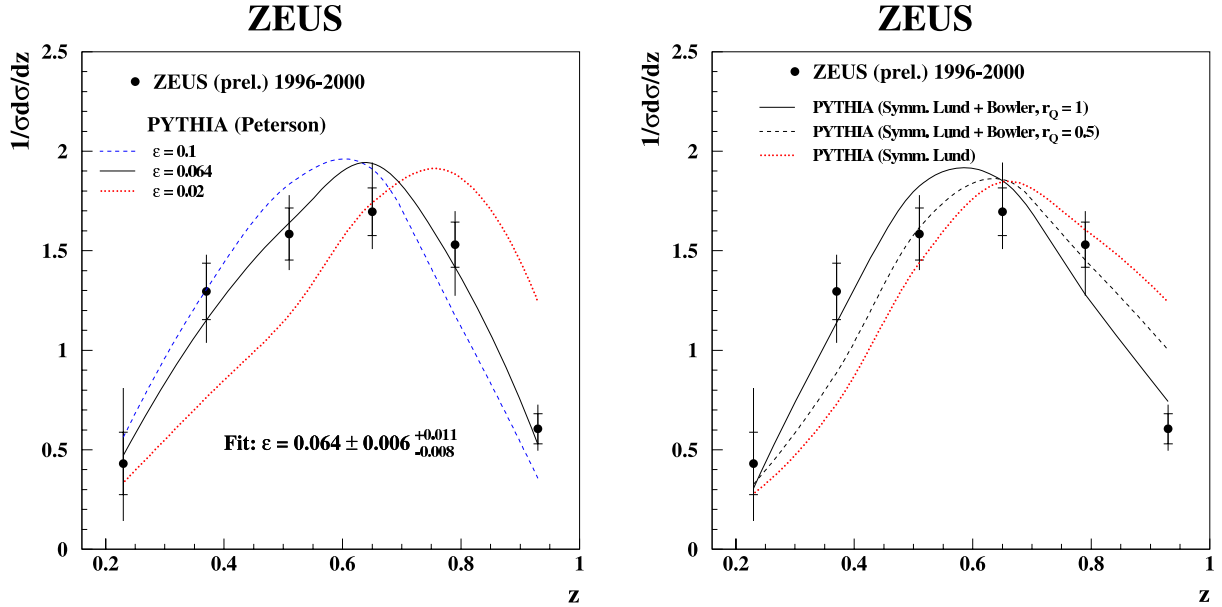 ZEUS
1/σdσ/dz
2.5
2
1.5
1
0.5
0
ZEUS (prel.) 1996-2000
PYTHIA (Peterson)
ε = 0.1
ε = 0.064
ε = 0.02
Fit: ε = 0.064 ± 0.006 +0.011 -0.008
0.2 0.4 0.6 0.8 1
z
ZEUS
1/σdσ/dz
2.5
2
1.5
1
0.5
0
ZEUS (prel.) 1996-2000
PYTHIA (Symm. Lund + Bowler, rQ = 1)
PYTHIA (Symm. Lund + Bowler, rQ = 0.5)
PYTHIA (Symm. Lund)
0.2 0.4 0.6 0.8 1
z